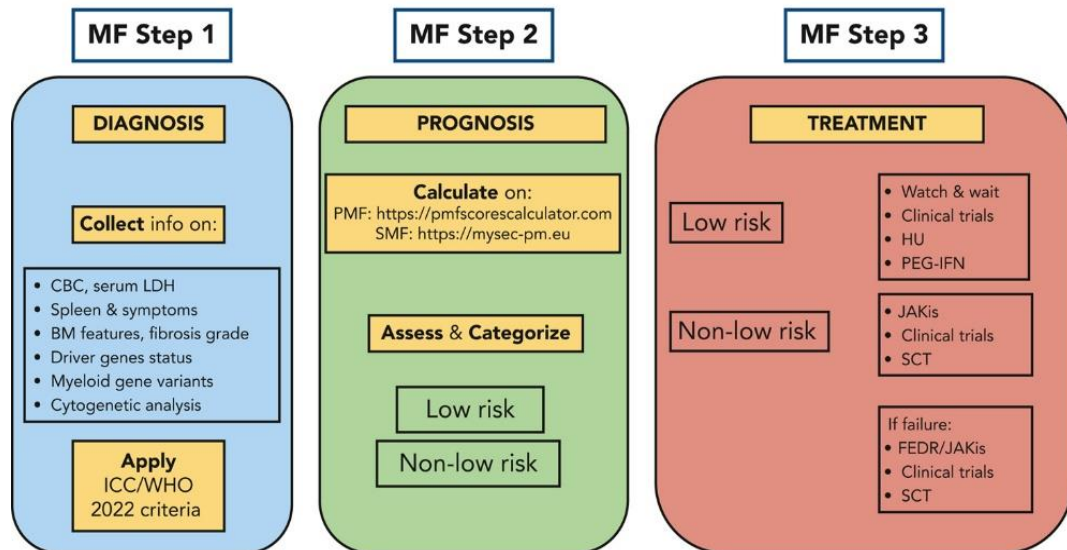 MF Step 1
DIAGNOSIS
Collect info on:
• CBC, serum LDH
• Spleen & symptoms
• BM features, fibrosis grade
• Driver genes status
• Myeloid gene variants
• Cytogenetic analysis
Apply
ICC/WHO
2022 criteria
MF Step 2
PROGNOSIS
Calculate on:
PMF: https://pmfscorescalculator.com
SMF: https://mysec-pm.eu
Assess & Categorize
Low risk
Non-low risk
MF Step 3
TREATMENT
Low risk
• Watch & wait
• Clinical trials
• HU
• PEG-IFN
Non-low risk
• JAKis
• Clinical trials
• SCT
If failure:
• FEDR/JAKis
• Clinical trials
• SCT